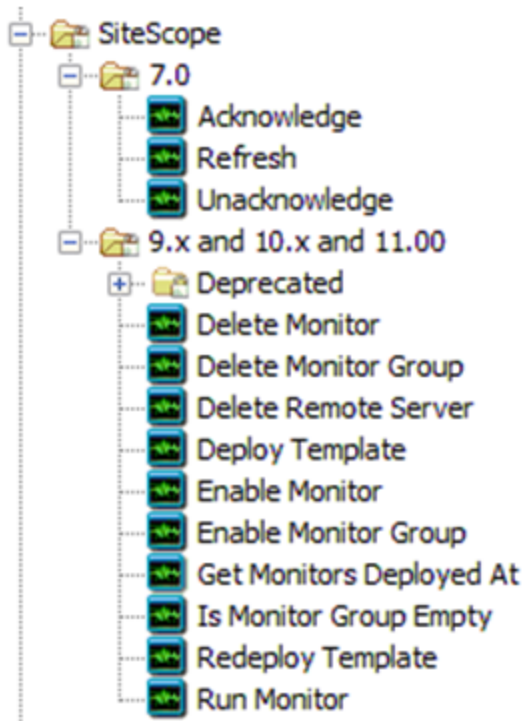 SiteScope
7.0
Acknowledge
Refresh
Unacknowledge
9.x and 10.x and 11.00
Deprecated
Delete Monitor
Delete Monitor Group
Delete Remote Server
Deploy Template
Enable Monitor
Enable Monitor Group
Get Monitors Deployed At
Is Monitor Group Empty
Redeploy Template
Run Monitor